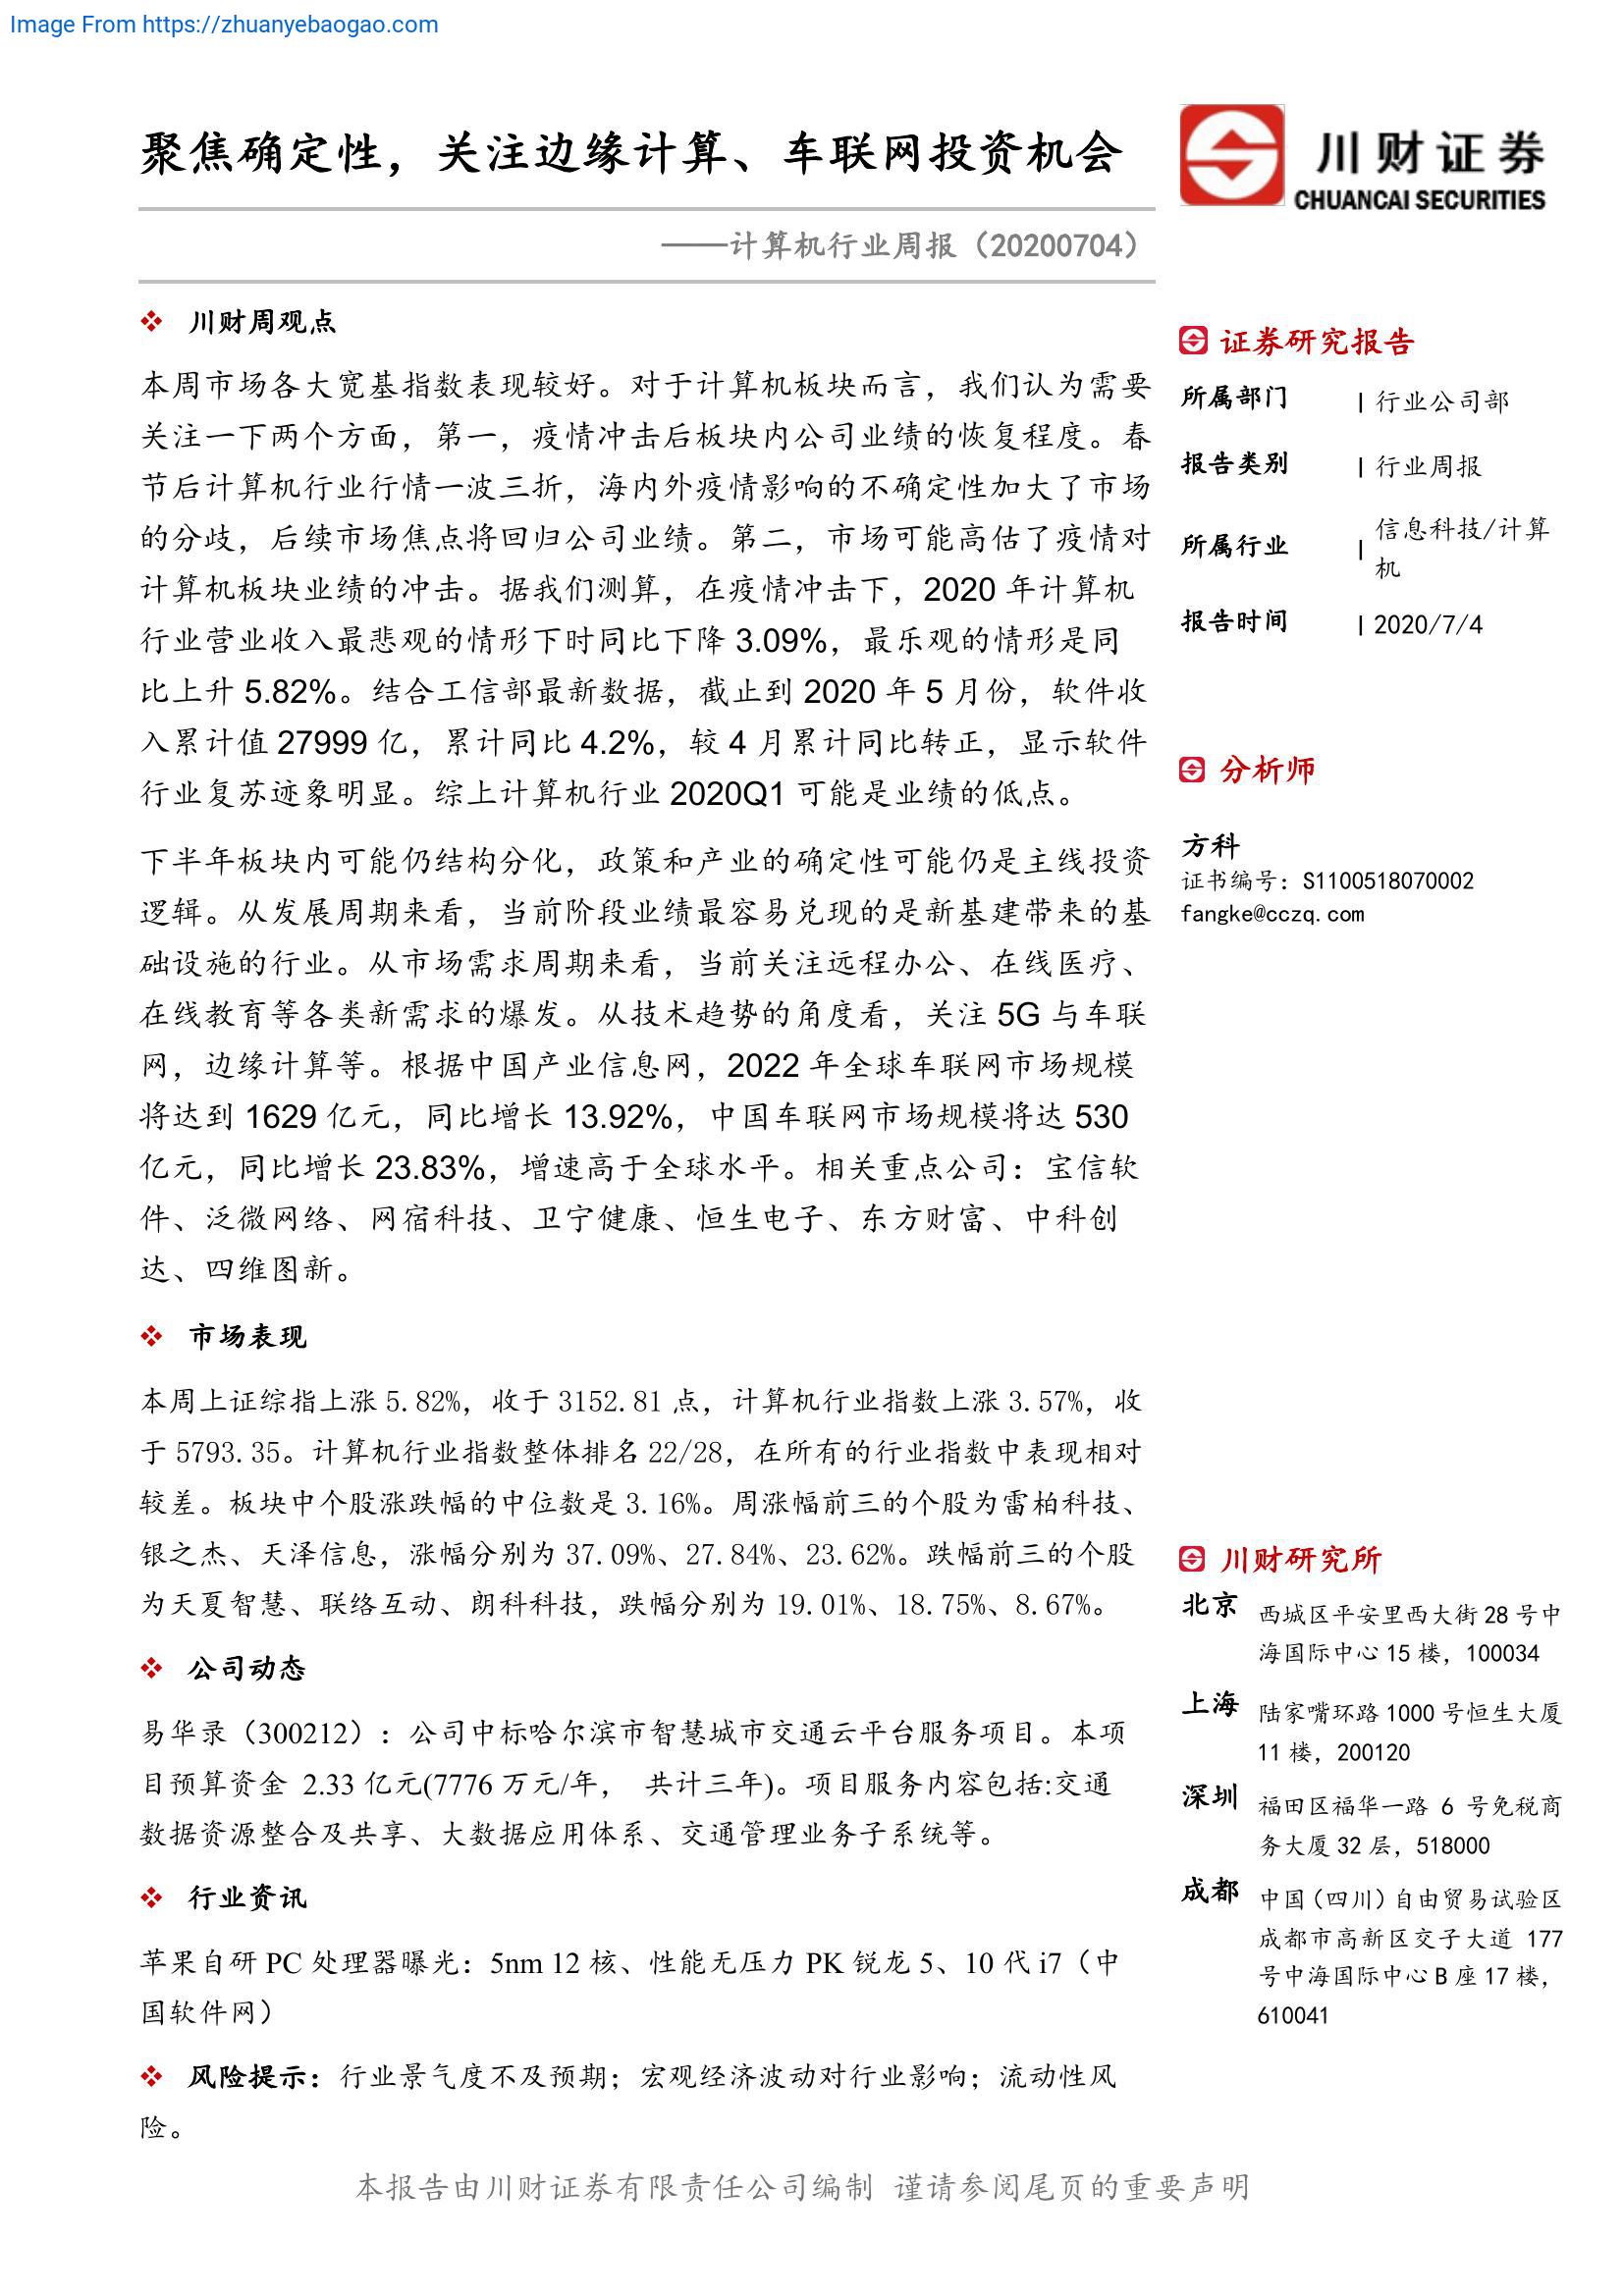 Image From https://zhuanyebaogao.com
聚焦确定性，关注边缘计算、车联网投资机会
——计算机行业周报（20200704）
川财证券
CHUANCAI SECURITIES
❖ 川财周观点
本周市场各大宽基指数表现较好。对于计算机板块而言，我们认为需要
关注一下两个方面，第一，疫情冲击后板块内公司业绩的恢复程度。春
节后计算机行业行情一波三折，海内外疫情影响的不确定性加大了市场
的分歧，后续市场焦点将回归公司业绩。第二，市场可能高估了疫情对
计算机板块业绩的冲击。据我们测算，在疫情冲击下，2020 年计算机
行业营业收入最悲观的情形下时同比下降 3.09%，最乐观的情形是同
比上升 5.82%。结合工信部最新数据，截止到 2020 年 5 月份，软件收
入累计值 27999 亿，累计同比 4.2%，较 4 月累计同比转正，显示软件
行业复苏迹象明显。综上计算机行业 2020Q1 可能是业绩的低点。
下半年板块内可能仍结构分化，政策和产业的确定性可能仍是主线投资
逻辑。从发展周期来看，当前阶段业绩最容易兑现的是新基建带来的基
础设施的行业。从市场需求周期来看，当前关注远程办公、在线医疗、
在线教育等各类新需求的爆发。从技术趋势的角度看，关注 5G 与车联
网，边缘计算等。根据中国产业信息网，2022 年全球车联网市场规模
将达到 1629 亿元，同比增长 13.92%，中国车联网市场规模将达 530
亿元，同比增长 23.83%，增速高于全球水平。相关重点公司：宝信软
件、泛微网络、网宿科技、卫宁健康、恒生电子、东方财富、中科创
达、四维图新。
❖ 市场表现
本周上证综指上涨 5.82%，收于 3152.81 点，计算机行业指数上涨 3.57%，收
于 5793.35。计算机行业指数整体排名 22/28，在所有的行业指数中表现相对
较差。板块中个股涨跌幅的中位数是 3.16%。周涨幅前三的个股为雷柏科技、
银之杰、天泽信息，涨幅分别为 37.09%、27.84%、23.62%。跌幅前三的个股
为天夏智慧、联络互动、朗科科技，跌幅分别为 19.01%、18.75%、8.67%。
❖ 公司动态
易华录（300212）：公司中标哈尔滨市智慧城市交通云平台服务项目。本项
目预算资金 2.33 亿元(7776 万元/年， 共计三年)。项目服务内容包括:交通
数据资源整合及共享、大数据应用体系、交通管理业务子系统等。
❖ 行业资讯
苹果自研 PC 处理器曝光：5nm 12 核、性能无压力 PK 锐龙 5、10 代 i7（中
国软件网）
❖ 风险提示：行业景气度不及预期；宏观经济波动对行业影响；流动性风
险。
证券研究报告
所属部门 | 行业公司部
报告类别 | 行业周报
所属行业 | 信息科技/计算
机
报告时间 | 2020/7/4
分析师
方科
证书编号：S1100518070002
fangke@cczq.com
川财研究所
北京 西城区平安里西大街 28 号中
海国际中心 15 楼，100034
上海 陆家嘴环路 1000 号恒生大厦
11 楼，200120
深圳 福田区福华一路 6 号免税商
务大厦 32 层，518000
成都 中国（四川）自由贸易试验区
成都市高新区交子大道 177
号中海国际中心 B 座 17 楼，
610041
本报告由川财证券有限责任公司编制 谨请参阅尾页的重要声明